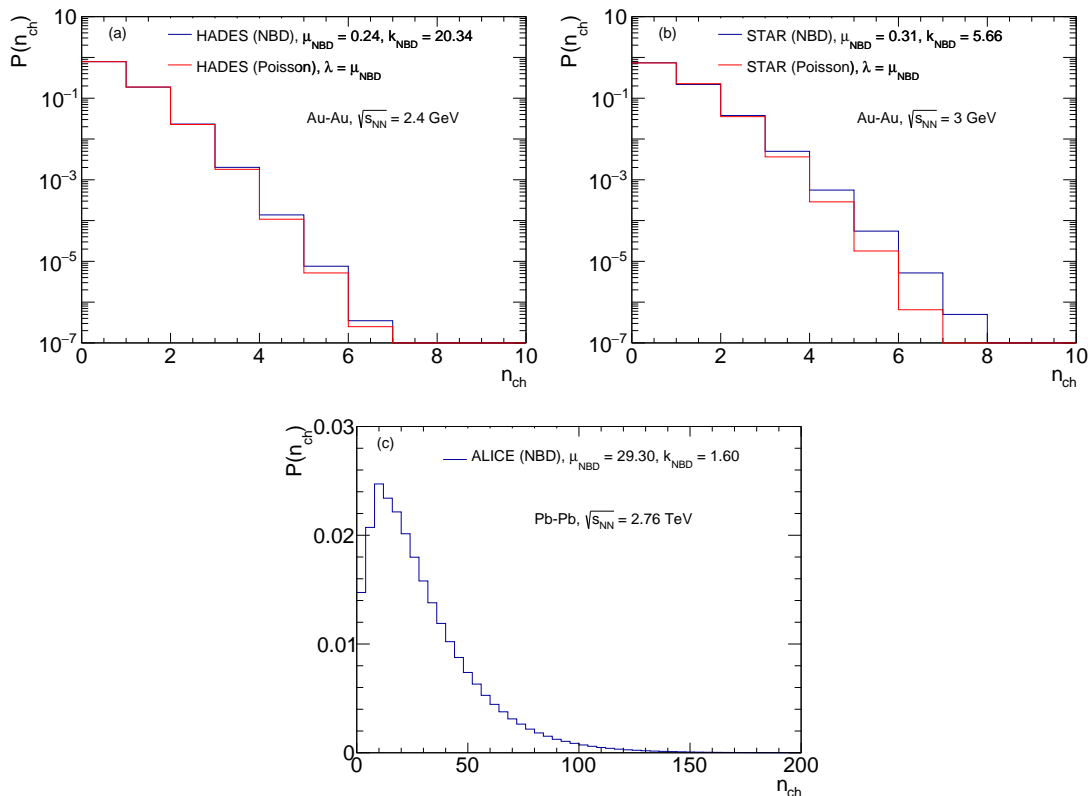 (a)
HADES (NBD), μNBD = 0.24, kNBD = 20.34
HADES (Poisson), λ = μNBD
Au-Au, √sNN = 2.4 GeV
P(nch)
1
10−1
10−3
10−5
10−7
0 2 4 6 8 10
nch
(b)
STAR (NBD), μNBD = 0.31, kNBD = 5.66
STAR (Poisson), λ = μNBD
Au-Au, √sNN = 3 GeV
P(nch)
1
10−1
10−3
10−5
10−7
0 2 4 6 8 10
nch
(c)
ALICE (NBD), μNBD = 29.30, kNBD = 1.60
Pb-Pb, √sNN = 2.76 TeV
P(nch)
0.03
0.02
0.01
0
0 50 100 150 200
nch